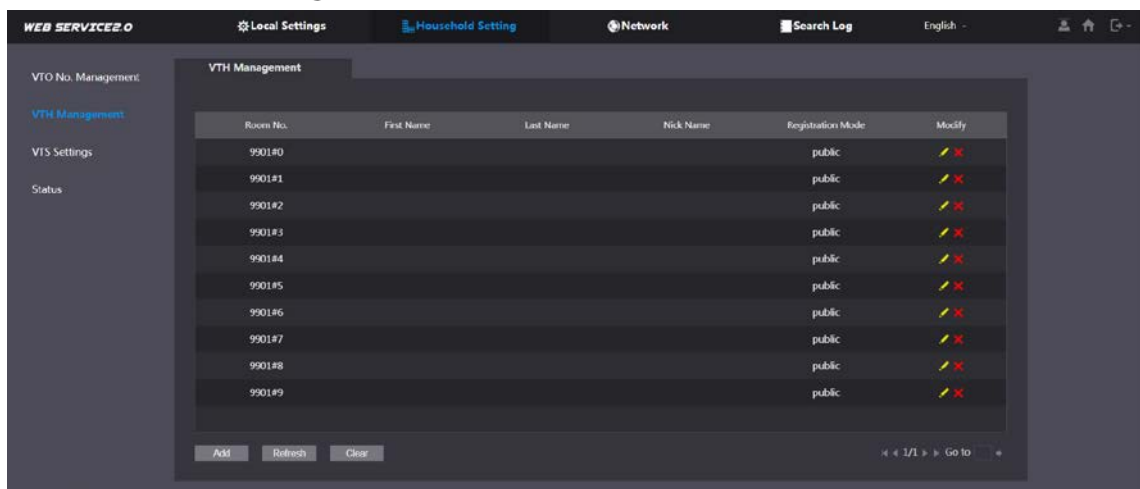 WEB SERVICE2.0 Local Settings Household Setting Network Search Log English
VTO No. Management
VTH Management
VTS Settings
Status
VTH Management
Room No. First Name Last Name Nick Name Registration Mode Modify
9901#0 public
9901#1 public
9901#2 public
9901#3 public
9901#4 public
9901#5 public
9901#6 public
9901#7 public
9901#8 public
9901#9 public
Add Refresh Clear 1/1 Go to